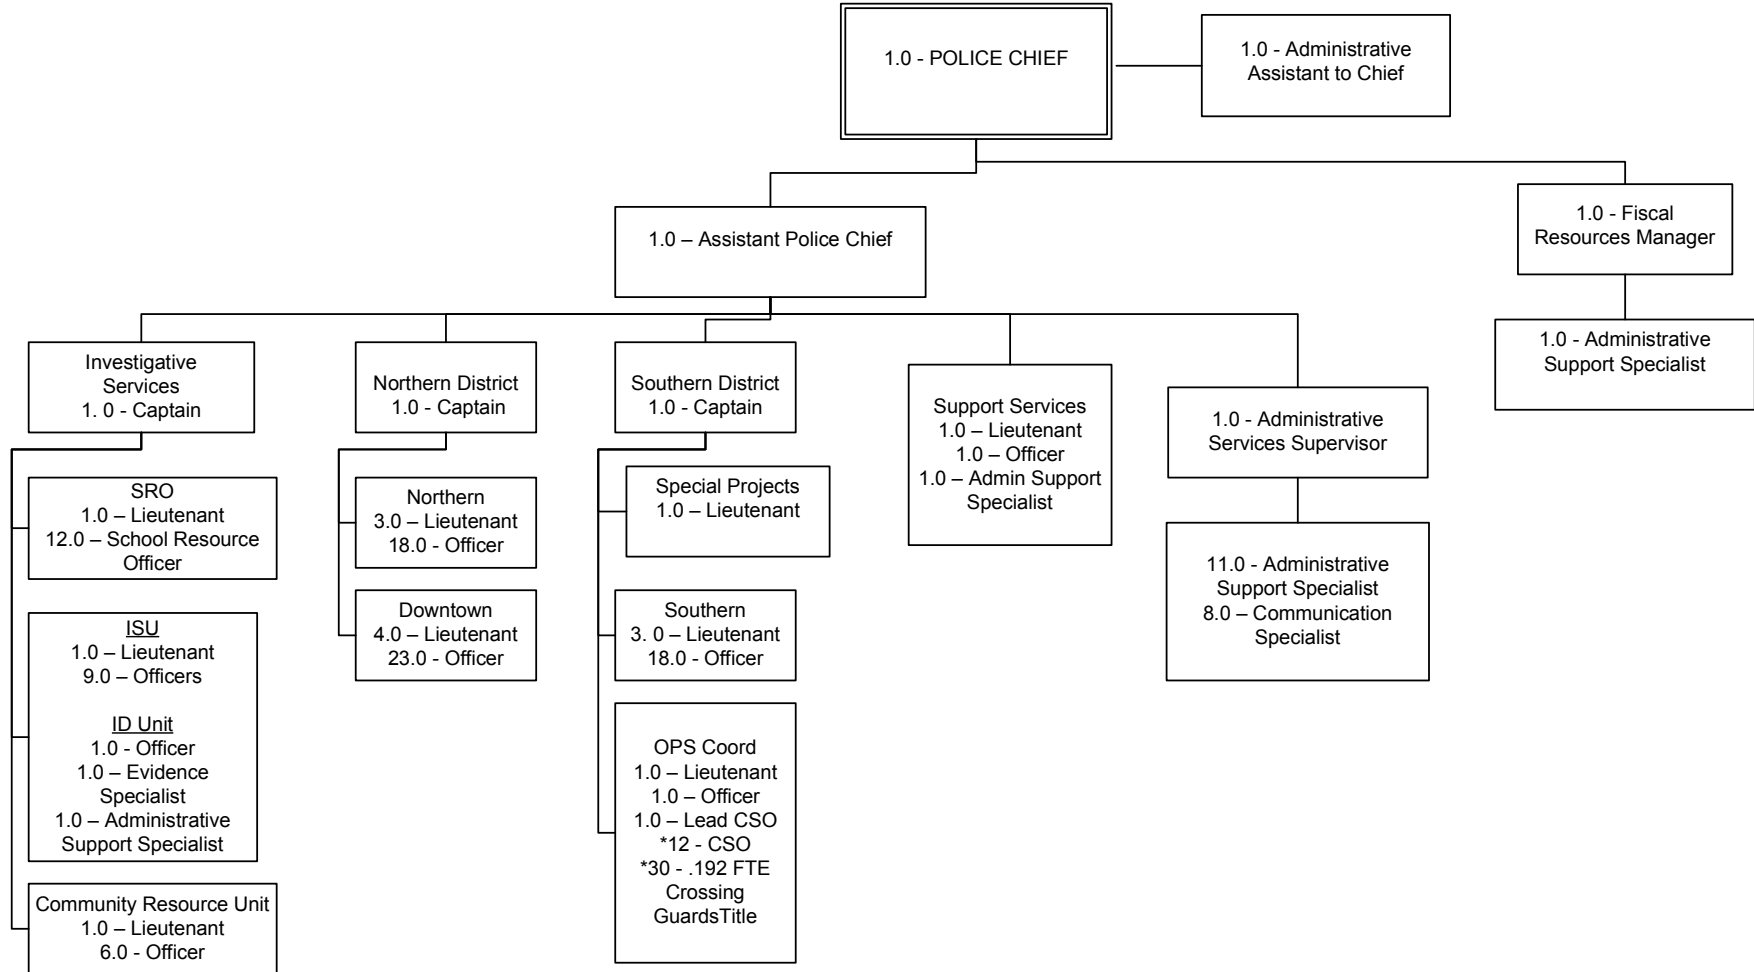 1.0 - POLICE CHIEF
1.0 - Administrative
Assistant to Chief
1.0 – Assistant Police Chief
1.0 - Fiscal
Resources Manager
1.0 - Administrative
Support Specialist
Investigative
Services
1. 0 - Captain
Northern District
1.0 - Captain
Southern District
1.0 - Captain
Support Services
1.0 – Lieutenant
1.0 – Officer
1.0 – Admin Support
Specialist
1.0 - Administrative
Services Supervisor
SRO
1.0 – Lieutenant
12.0 – School Resource
Officer
Northern
3.0 – Lieutenant
18.0 - Officer
Special Projects
1.0 – Lieutenant
11.0 - Administrative
Support Specialist
8.0 – Communication
Specialist
ISU
1.0 – Lieutenant
9.0 – Officers
ID Unit
1.0 - Officer
1.0 – Evidence
Specialist
1.0 – Administrative
Support Specialist
Downtown
4.0 – Lieutenant
23.0 - Officer
Southern
3. 0 – Lieutenant
18.0 - Officer
OPS Coord
1.0 – Lieutenant
1.0 – Officer
1.0 – Lead CSO
*12 - CSO
*30 - .192 FTE
Crossing
GuardsTitle
Community Resource Unit
1.0 – Lieutenant
6.0 - Officer